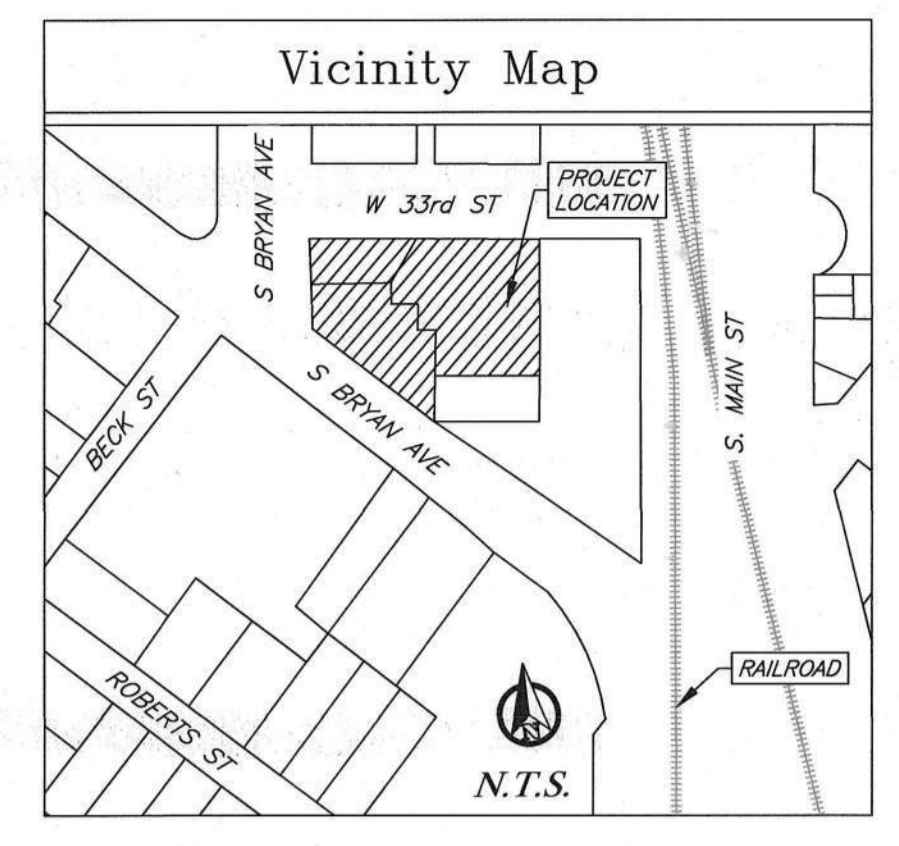 Vicinity Map
S BRYAN AVE
W 33rd ST
PROJECT
LOCATION
S BRYAN AVE
BECK ST
S. MAIN ST
ROBERTS ST
RAILROAD
N
N.T.S.